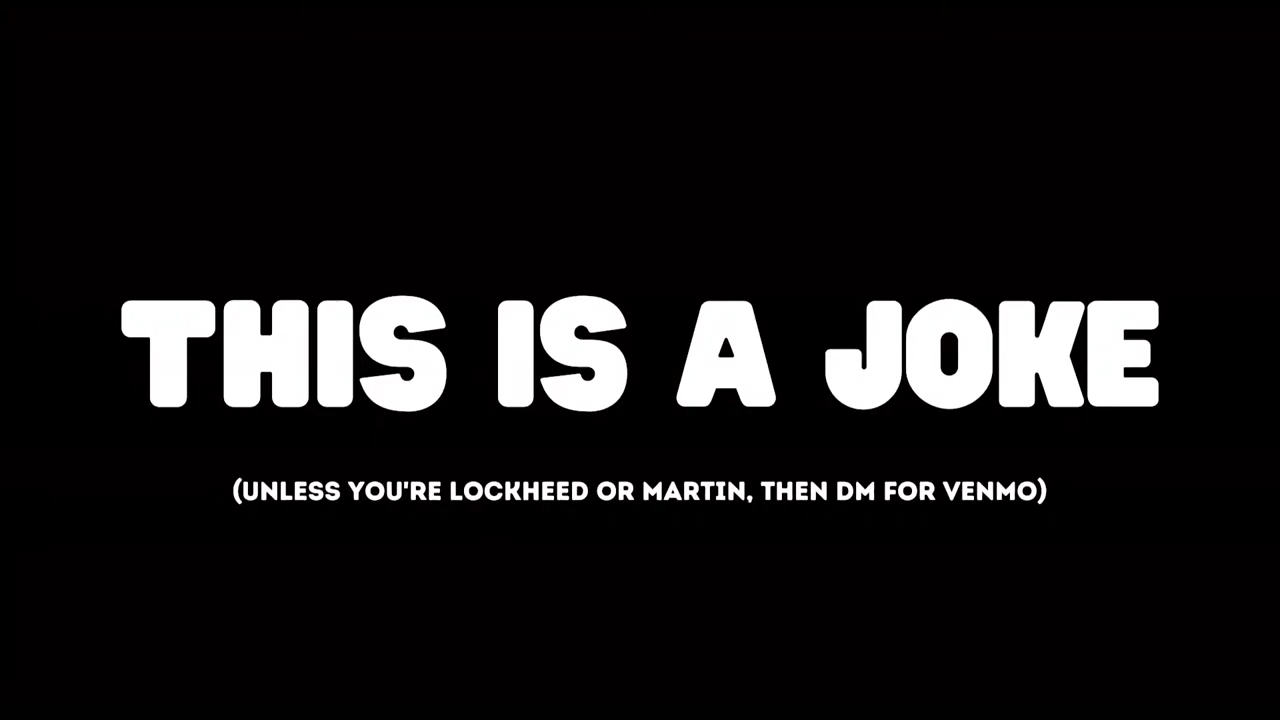 THIS IS A JOKE
(UNLESS YOU'RE LOCKHEED OR MARTIN, THEN DM FOR VENMO)